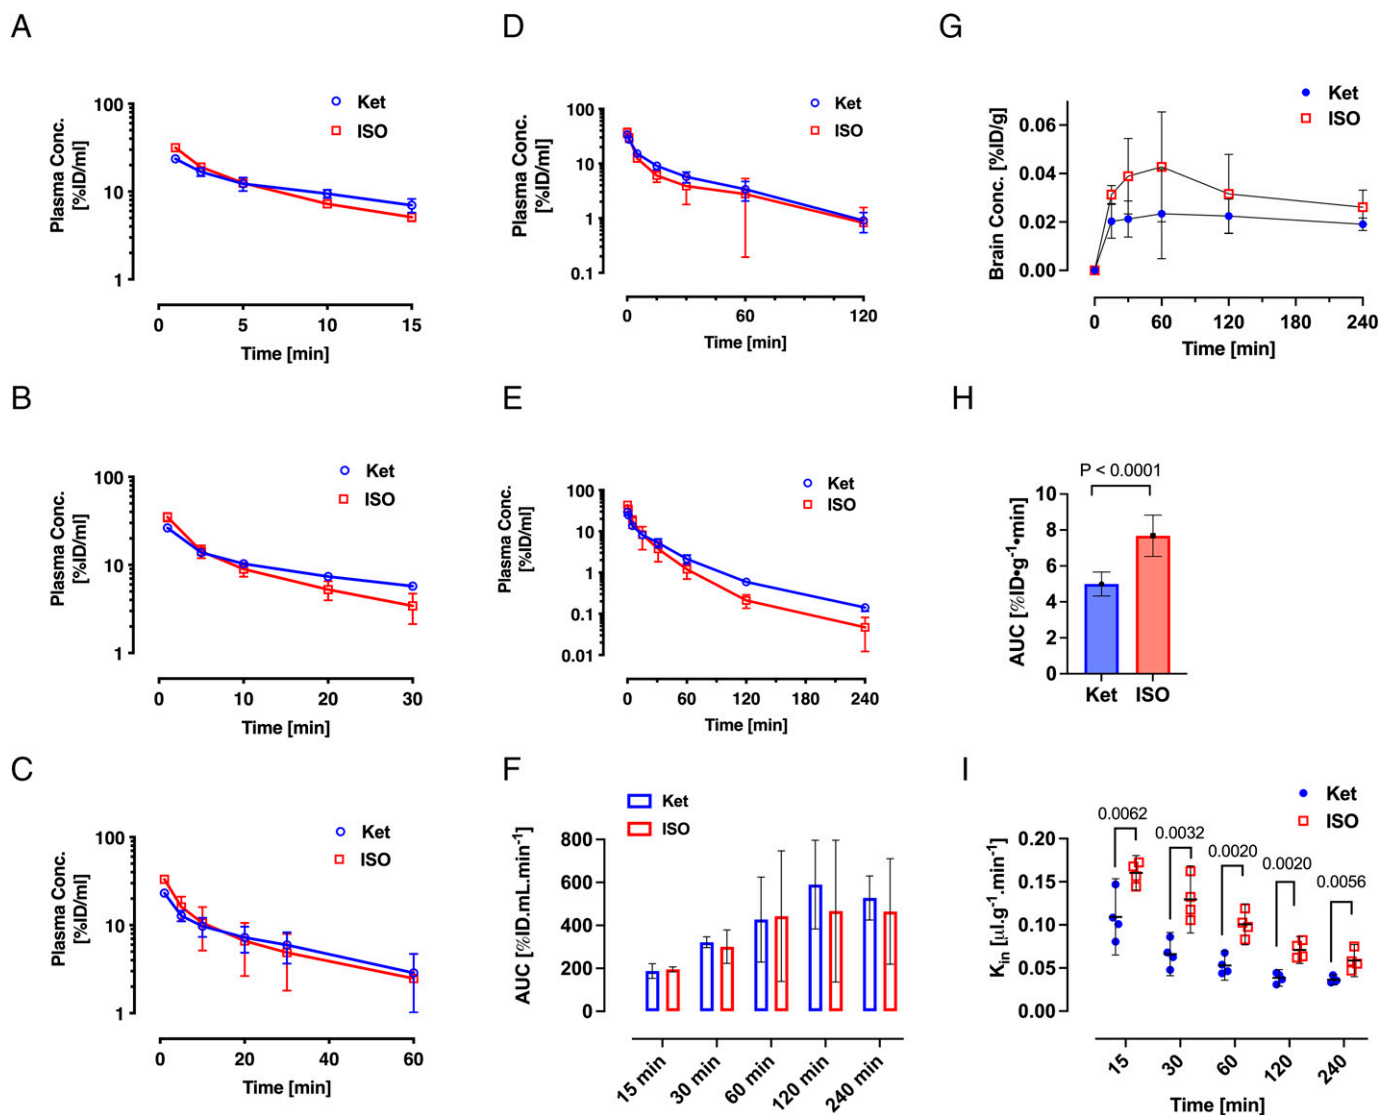 A
Ket
ISO
100
10
1
Plasma Conc.
[%ID/ml]
0
5
10
15
Time [min]
B
Ket
ISO
100
10
1
Plasma Conc.
[%ID/ml]
0
10
20
30
Time [min]
C
Ket
ISO
100
10
1
Plasma Conc.
[%ID/ml]
0
20
40
60
Time [min]
D
Ket
ISO
100
10
1
0.1
Plasma Conc.
[%ID/ml]
0
60
120
Time [min]
E
Ket
ISO
100
10
1
0.1
0.01
Plasma Conc.
[%ID/ml]
0
60
120
180
240
Time [min]
F
Ket
ISO
800
600
400
200
0
AUC [%ID.mL.min⁻¹]
15 min
30 min
60 min
120 min
240 min
G
Ket
ISO
0.06
0.04
0.02
0.00
Brain Conc. [%ID/g]
0
60
120
180
240
Time [min]
H
P < 0.0001
10
8
6
4
2
0
AUC [%ID•g⁻¹•min]
Ket
ISO
I
Ket
ISO
0.0062
0.0032
0.0020
0.0020
0.0056
0.20
0.15
0.10
0.05
0.00
Kin [µl.g⁻¹.min⁻¹]
15
30
60
120
240
Time [min]